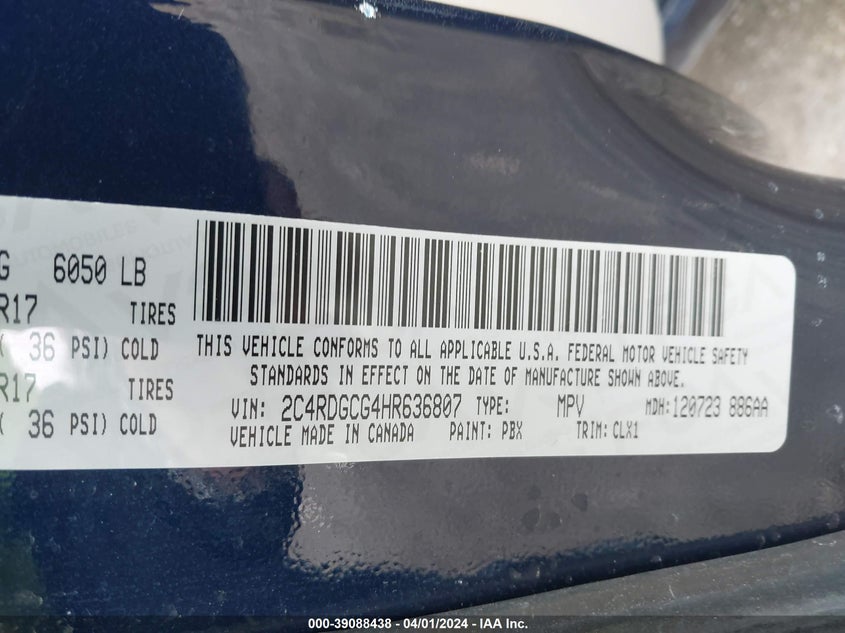 G 6050 LB
R17 TIRES
( 36 PSI) COLD
R17 TIRES
( 36 PSI) COLD
THIS VEHICLE CONFORMS TO ALL APPLICABLE U.S.A. FEDERAL MOTOR VEHICLE SAFETY
STANDARDS IN EFFECT ON THE DATE OF MANUFACTURE SHOWN ABOVE.
VIN: 2C4RDGCG4HR636807 TYPE: MPV MDH:120723 886AA
VEHICLE MADE IN CANADA PAINT: PBX TRIM: CLX1
000-39088438 - 04/01/2024 - IAA Inc.